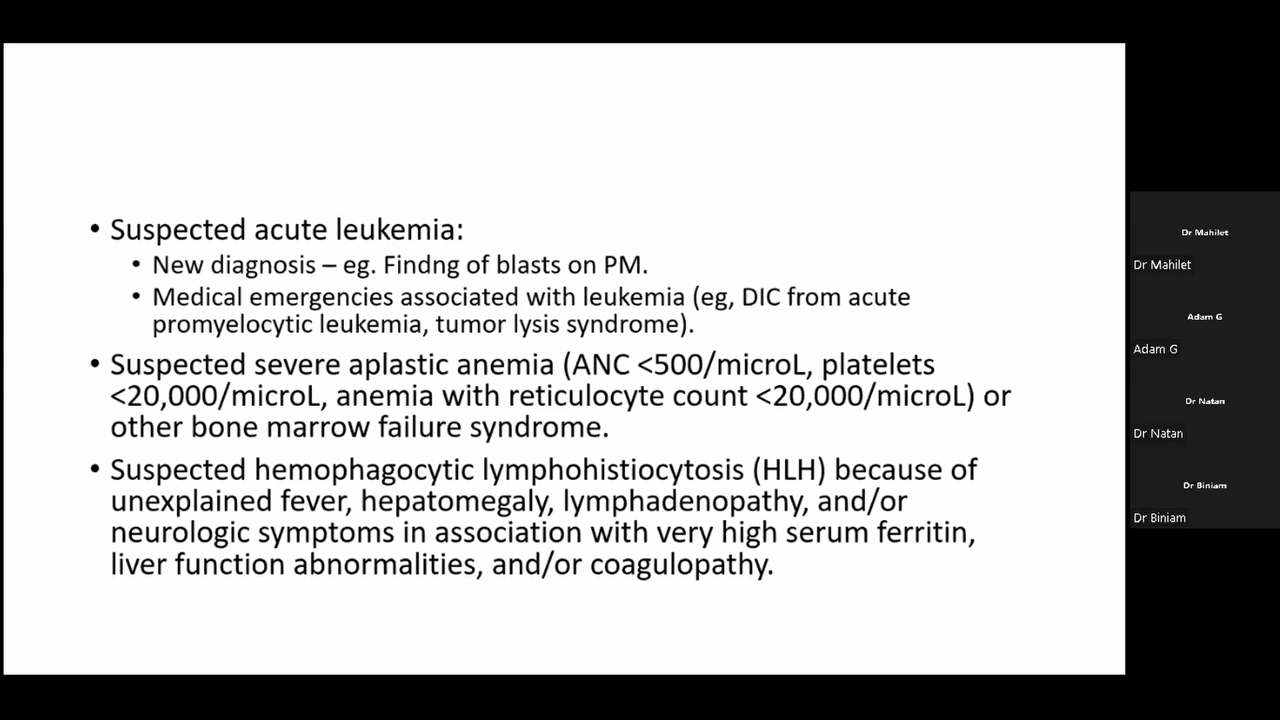 • Suspected acute leukemia:
• New diagnosis – eg. Findng of blasts on PM.
• Medical emergencies associated with leukemia (eg, DIC from acute
promyelocytic leukemia, tumor lysis syndrome).
• Suspected severe aplastic anemia (ANC <500/microL, platelets
<20,000/microL, anemia with reticulocyte count <20,000/microL) or
other bone marrow failure syndrome.
• Suspected hemophagocytic lymphohistiocytosis (HLH) because of
unexplained fever, hepatomegaly, lymphadenopathy, and/or
neurologic symptoms in association with very high serum ferritin,
liver function abnormalities, and/or coagulopathy.
Dr Mahilet
Dr Mahilet
Adam G
Adam G
Dr Natan
Dr Natan
Dr Biniam
Dr Biniam